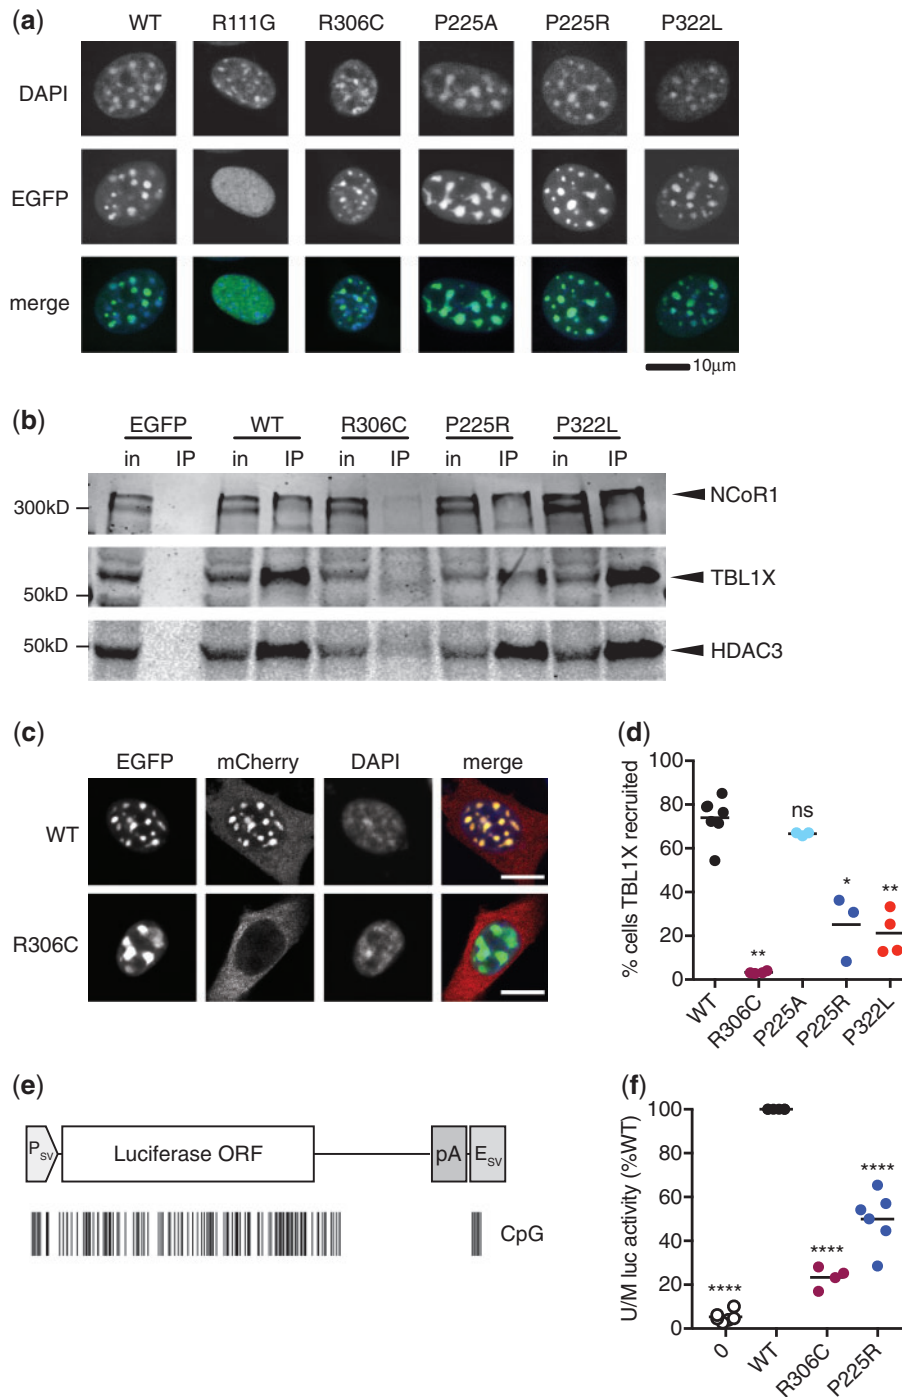 (a)
WT R111G R306C P225A P225R P322L
DAPI
EGFP
merge
10μm
(b)
EGFP WT R306C P225R P322L
in IP in IP in IP in IP in IP
300kD
NCoR1
50kD
TBL1X
50kD
HDAC3
(c)
EGFP mCherry DAPI merge
WT
R306C
(d)
% cells TBL1X recruited
100
80
60
40
20
0
** ns * **
WT R306C P225A P225R P322L
(e)
PSV Luciferase ORF pA ESV
CpG
(f)
U/M luc activity (%WT)
100
80
60
40
20
0
**** **** ****
0 WT R306C P225R